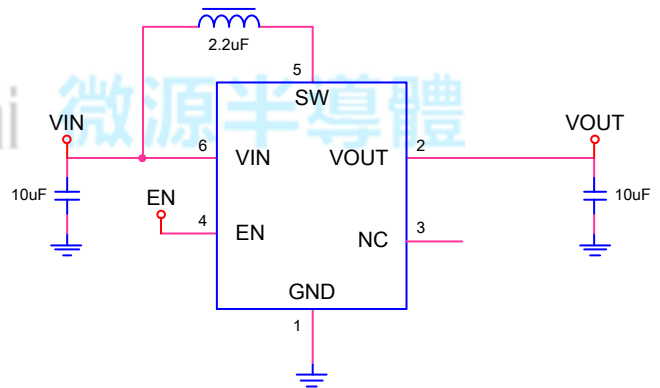 2.2uF
5
SW
微源半導體
VIN
VOUT
6
VIN
VOUT
2
10uF
10uF
EN
4
EN
NC
3
GND
1